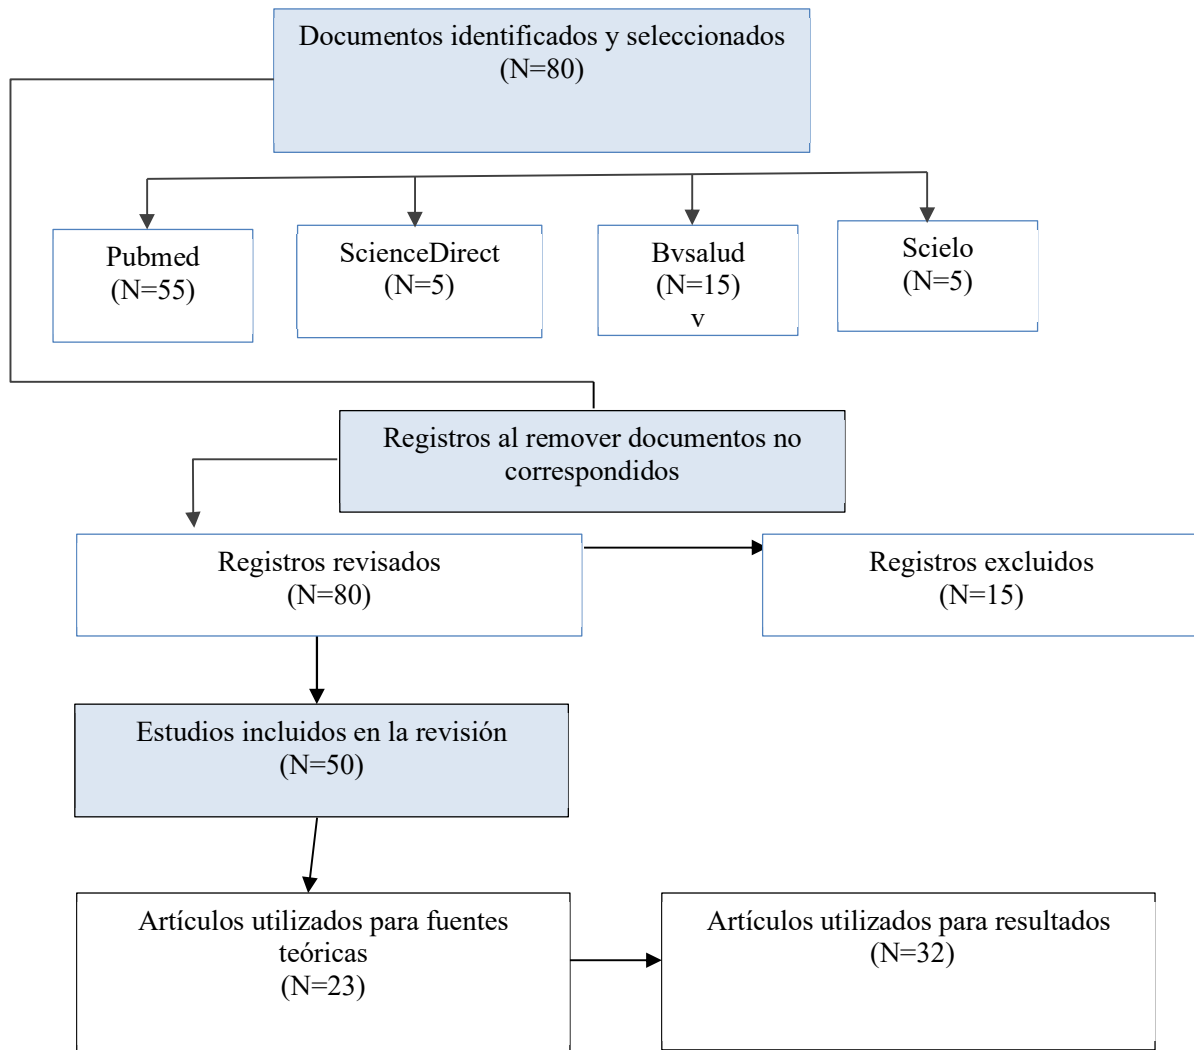 Documentos identificados y seleccionados
(N=80)
Pubmed
(N=55)
ScienceDirect
(N=5)
Bvsalud
(N=15)
v
Scielo
(N=5)
Registros al remover documentos no
correspondidos
Registros revisados
(N=80)
Registros excluidos
(N=15)
Estudios incluidos en la revisión
(N=50)
Artículos utilizados para fuentes
teóricas
(N=23)
Artículos utilizados para resultados
(N=32)